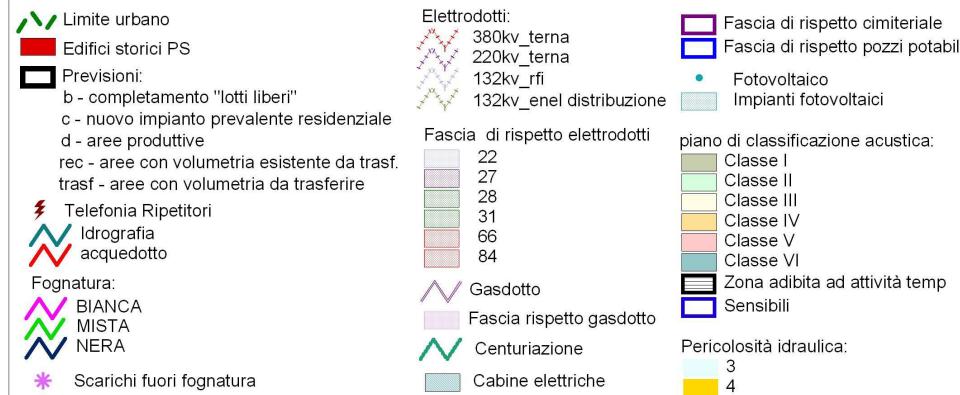 Limite urbano
Edifici storici PS
Previsioni:
b - completamento "lotti liberi"
c - nuovo impianto prevalente residenziale
d - aree produttive
rec - aree con volumetria esistente da trasf.
trasf - aree con volumetria da trasferire
Telefonia Ripetitori
Idrografia
acquedotto
Fognatura:
BIANCA
MISTA
NERA
Scarichi fuori fognatura
Elettrodotti:
380kv_terna
220kv_terna
132kv_rfi
132kv_enel distribuzione
Fascia di rispetto elettrodotti
22
27
28
31
66
84
Gasdotto
Fascia rispetto gasdotto
Centuriazione
Cabine elettriche
Fascia di rispetto cimiteriale
Fascia di rispetto pozzi potabil
Fotovoltaico
Impianti fotovoltaici
piano di classificazione acustica:
Classe I
Classe II
Classe III
Classe IV
Classe V
Classe VI
Zona adibita ad attività temp
Sensibili
Pericolosità idraulica:
3
4